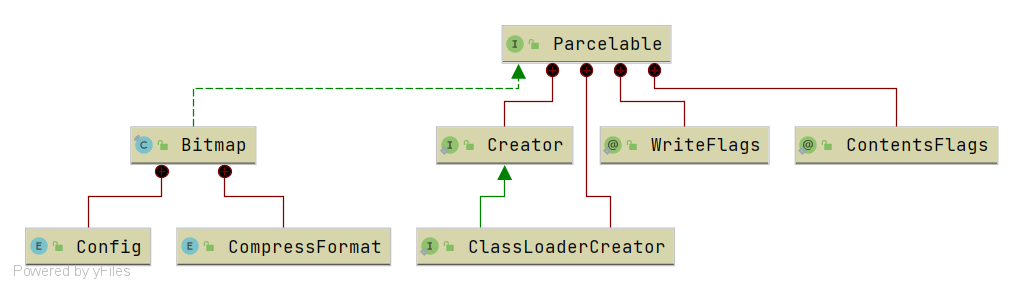 I Parcelable
C Bitmap
I Creator
@ WriteFlags
@ ContentsFlags
E Config
E CompressFormat
I ClassLoaderCreator
Powered by yFiles